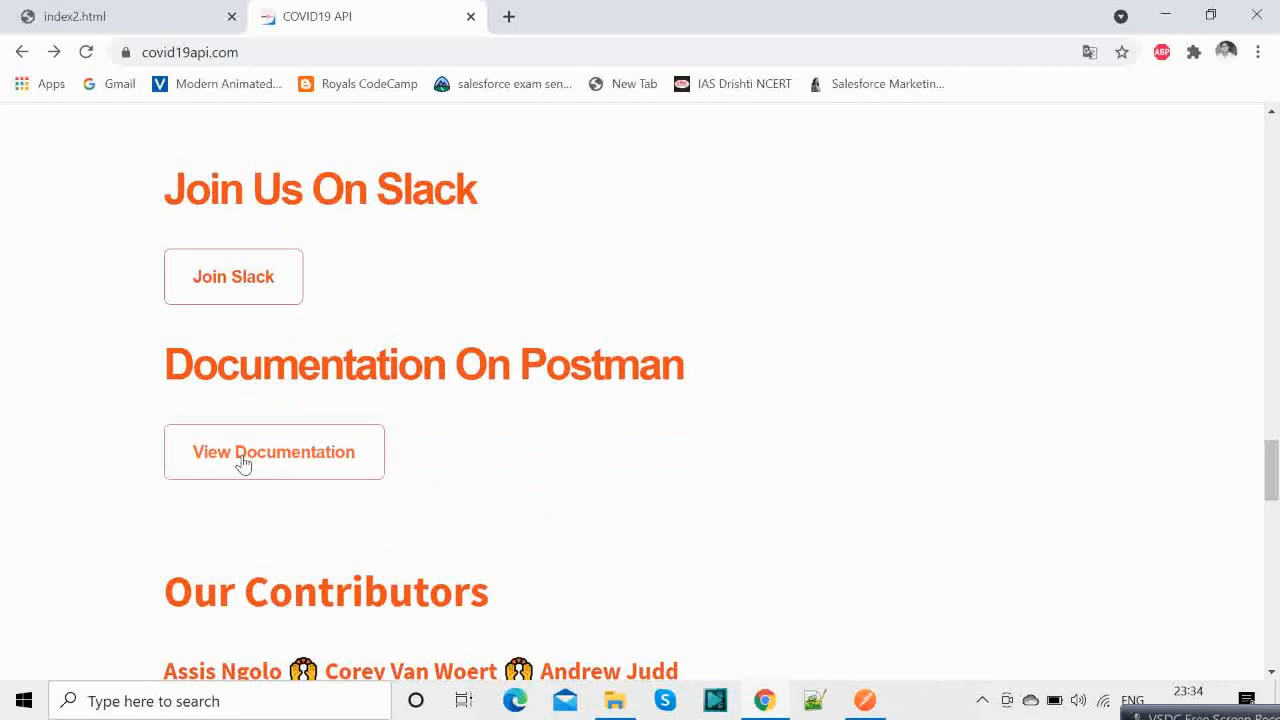 index2.html
COVID19 API
covid19api.com
ABP
Apps
Gmail
Modern Animated...
Royals CodeCamp
salesforce exam sen...
New Tab
IAS Drishti NCERT
Salesforce Marketin...
Join Us On Slack
Join Slack
Documentation On Postman
View Documentation
Our Contributors
Assis Ngolo Corey Van Woert Andrew Judd
Type here to search
ENG
23:34